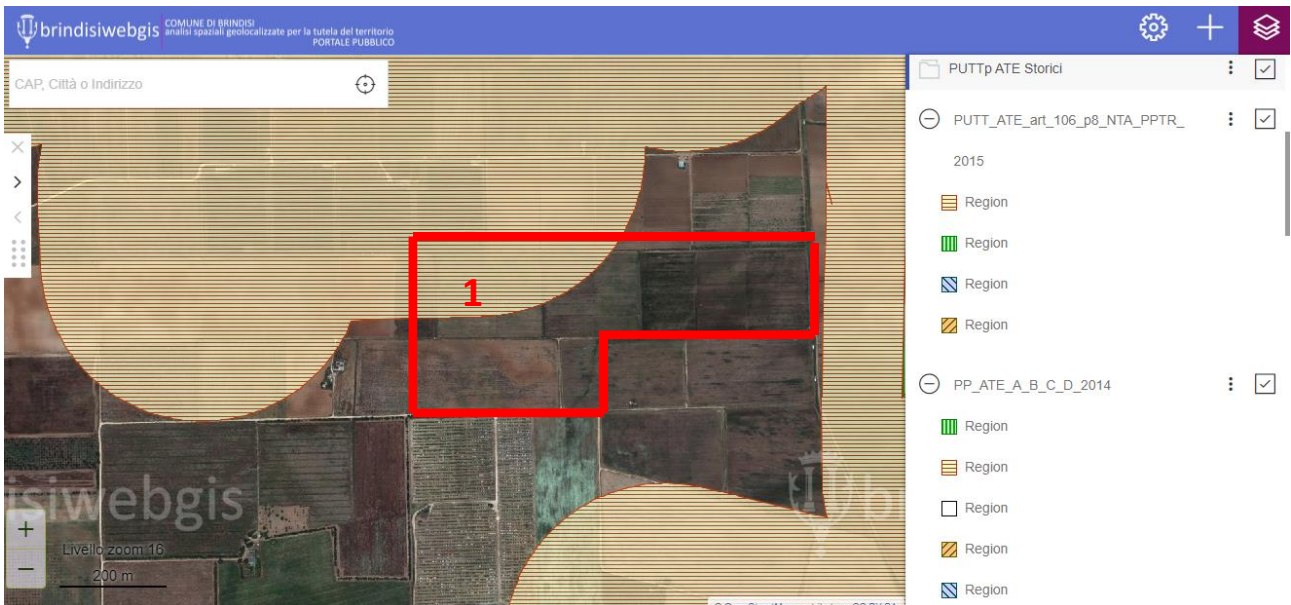 brindisiwebgis
COMUNE DI BRINDISI
analisi spaziali geolocalizzate per la tutela del territorio
PORTALE PUBBLICO
CAP, Città o Indirizzo
1
isiwebgis
b
Livello zoom 16
200 m
PUTTp ATE Storici
PUTT_ATE_art_106_p8_NTA_PPTR_
2015
Region
Region
Region
Region
PP_ATE_A_B_C_D_2014
Region
Region
Region
Region
Region